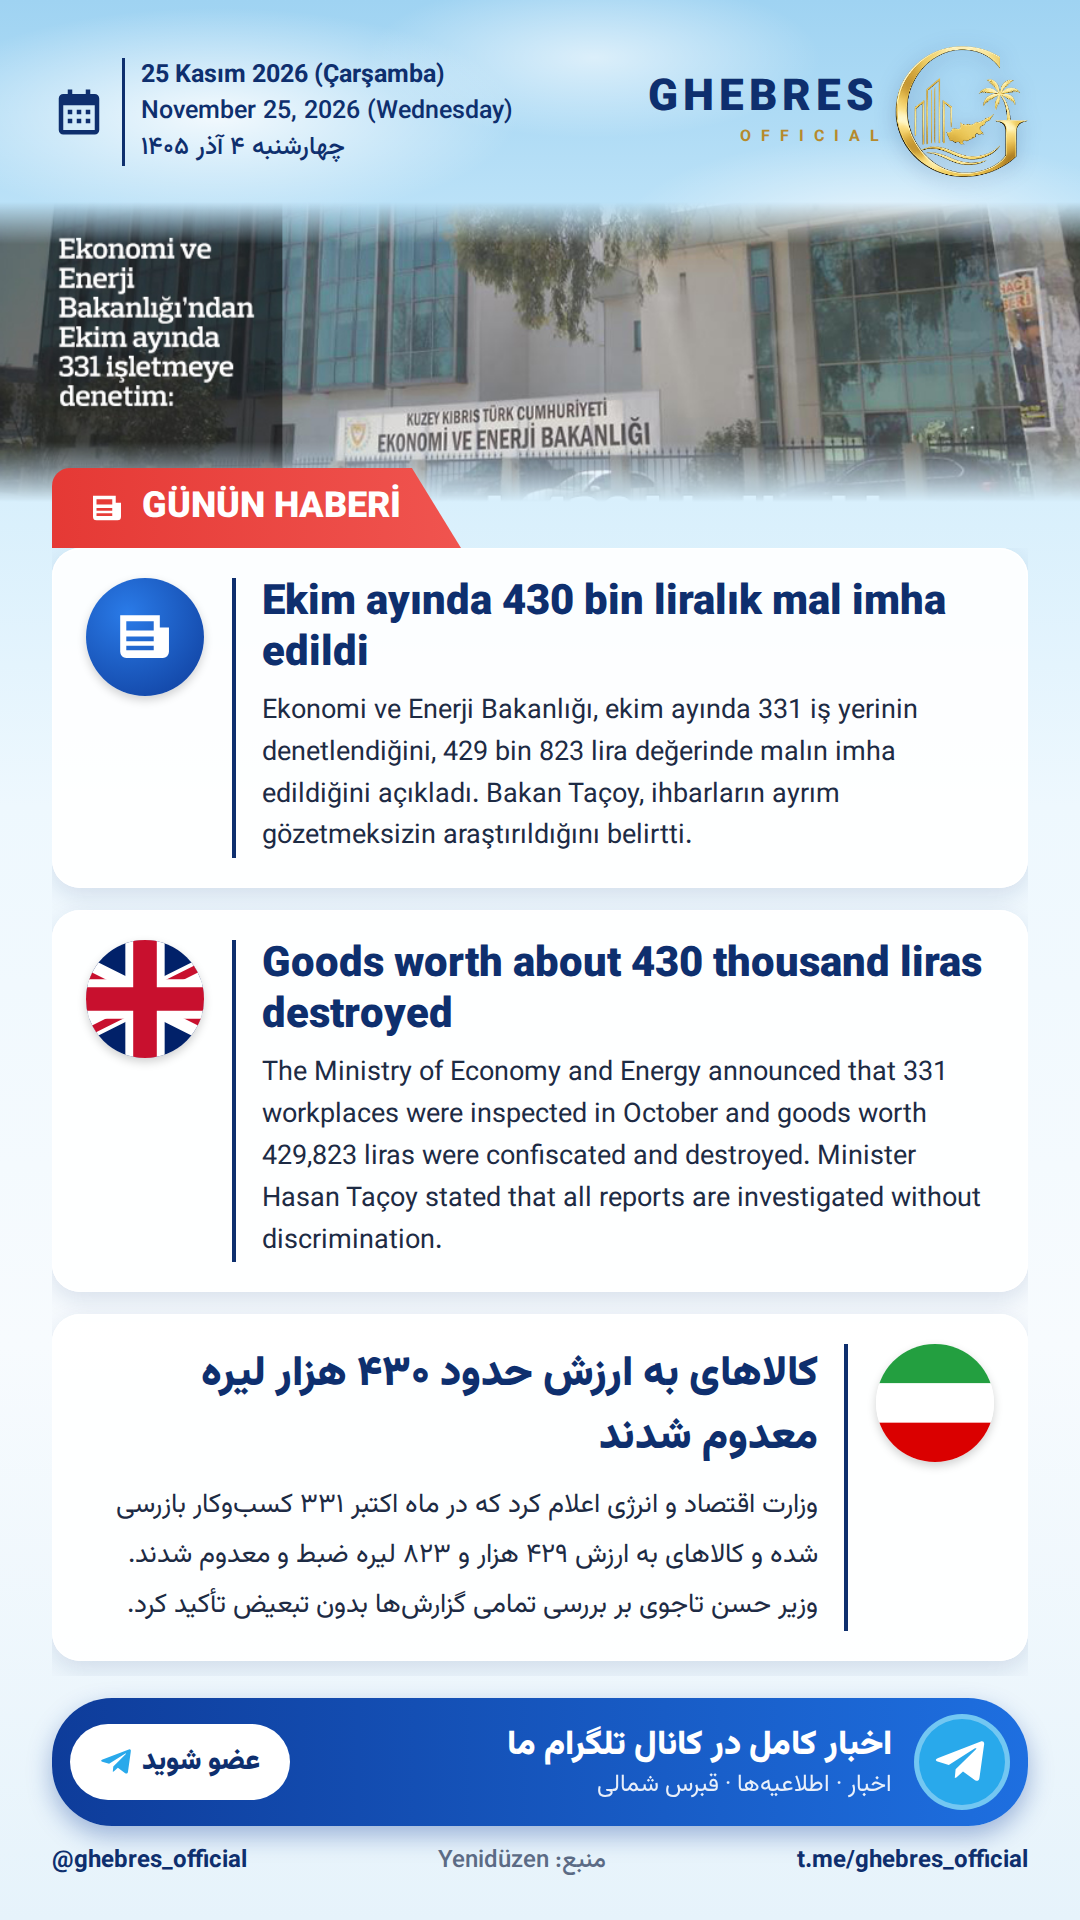 25 Kasım 2026 (Çarşamba)
November 25, 2026 (Wednesday)
چهارشنبه ۴ آذر ۱۴۰۵
GHEBRES
OFFICIAL
Ekonomi ve
Enerji
Bakanlığı'ndan
Ekim ayında
331 işletmeye
denetim:
KUZEY KIBRIS TÜRK CUMHURİYETİ
EKONOMİ VE ENERJİ BAKANLIĞI
GÜNÜN HABERİ
Ekim ayında 430 bin liralık mal imha
edildi
Ekonomi ve Enerji Bakanlığı, ekim ayında 331 iş yerinin
denetlendiğini, 429 bin 823 lira değerinde malın imha
edildiğini açıkladı. Bakan Taçoy, ihbarların ayrım
gözetmeksizin araştırıldığını belirtti.
Goods worth about 430 thousand liras
destroyed
The Ministry of Economy and Energy announced that 331
workplaces were inspected in October and goods worth
429,823 liras were confiscated and destroyed. Minister
Hasan Taçoy stated that all reports are investigated without
discrimination.
کالاهای به ارزش حدود ۴۳۰ هزار لیره
معدوم شدند
وزارت اقتصاد و انرژی اعلام کرد که در ماه اکتبر ۳۳۱ کسب‌وکار بازرسی
شده و کالاهای به ارزش ۴۲۹ هزار و ۸۲۳ لیره ضبط و معدوم شدند.
وزیر حسن تاجوی بر بررسی تمامی گزارش‌ها بدون تبعیض تأکید کرد.
اخبار کامل در کانال تلگرام ما
اخبار · اطلاعیه‌ها · قبرس شمالی
عضو شوید
@ghebres_official
منبع: Yenidüzen
t.me/ghebres_official